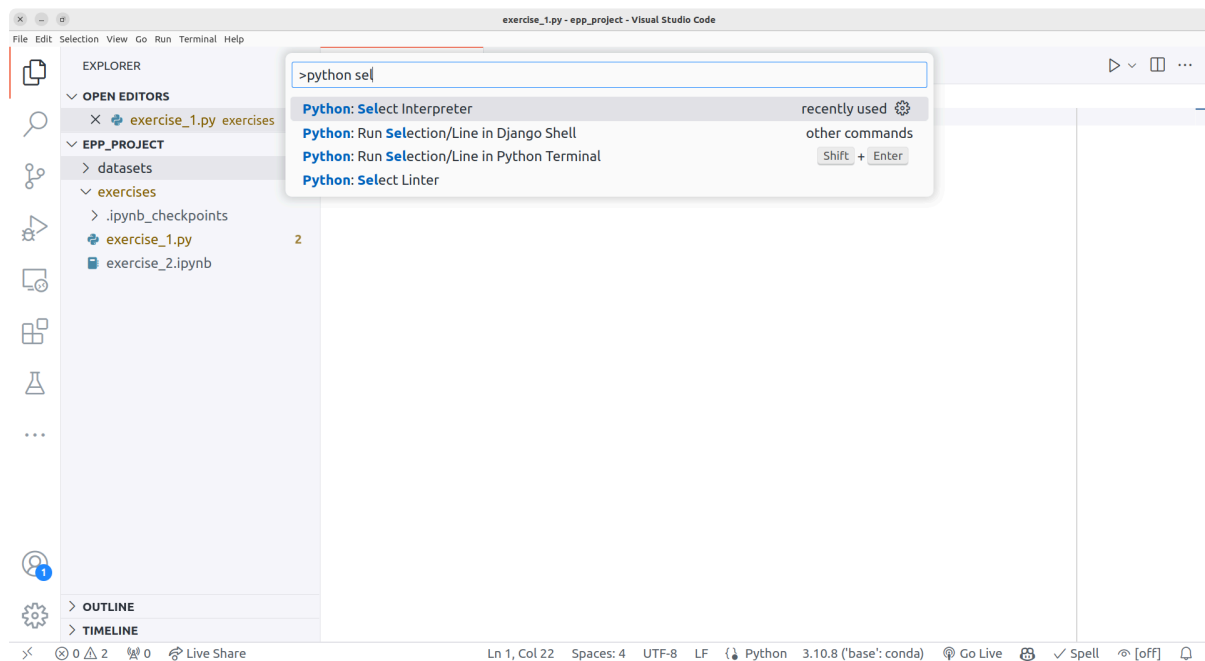 exercise_1.py - epp_project - Visual Studio Code
File Edit Selection View Go Run Terminal Help
EXPLORER
OPEN EDITORS
exercise_1.py exercises
EPP_PROJECT
datasets
exercises
.ipynb_checkpoints
exercise_1.py 2
exercise_2.ipynb
>python sel
Python: Select Interpreter recently used
Python: Run Selection/Line in Django Shell other commands
Python: Run Selection/Line in Python Terminal Shift + Enter
Python: Select Linter
1
OUTLINE
TIMELINE
0 2 0 Live Share Ln 1, Col 22 Spaces: 4 UTF-8 LF Python 3.10.8 ('base': conda) Go Live Spell [off]